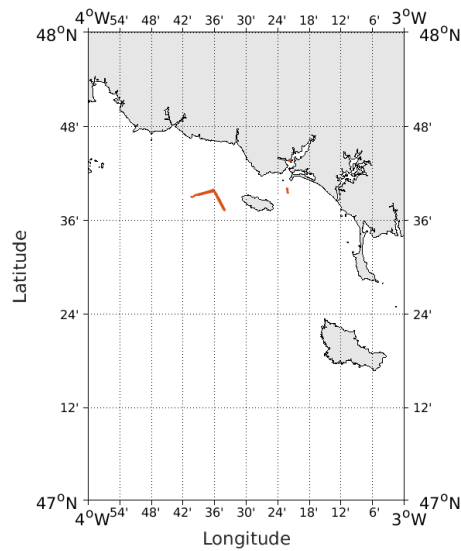 4°W 54' 48' 42' 36' 30' 24' 18' 12' 6' 3°W
48°N 48°N
48' 48'
36' 36'
24' 24'
12' 12'
47°N 47°N
4°W 54' 48' 42' 36' 30' 24' 18' 12' 6' 3°W
Latitude
Longitude